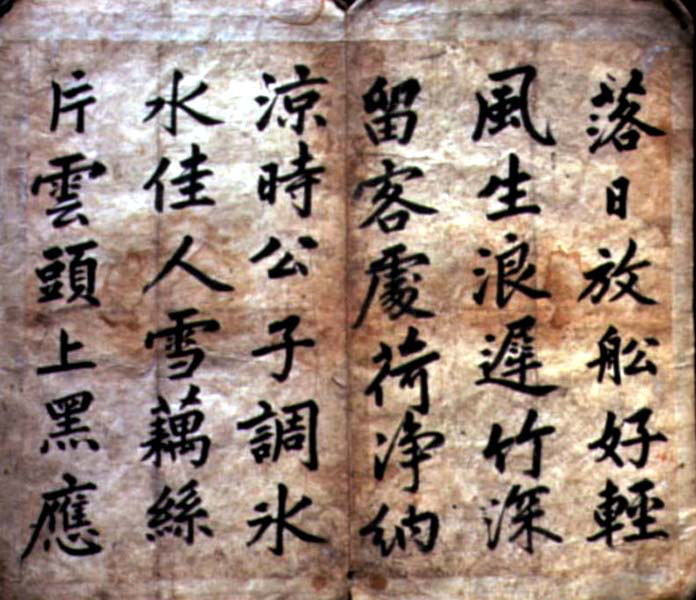 落日放舩好輕
風生浪遲竹深
留客處荷淨納
涼時公子調氷
水佳人雪藕絲
片雲頭上黑應